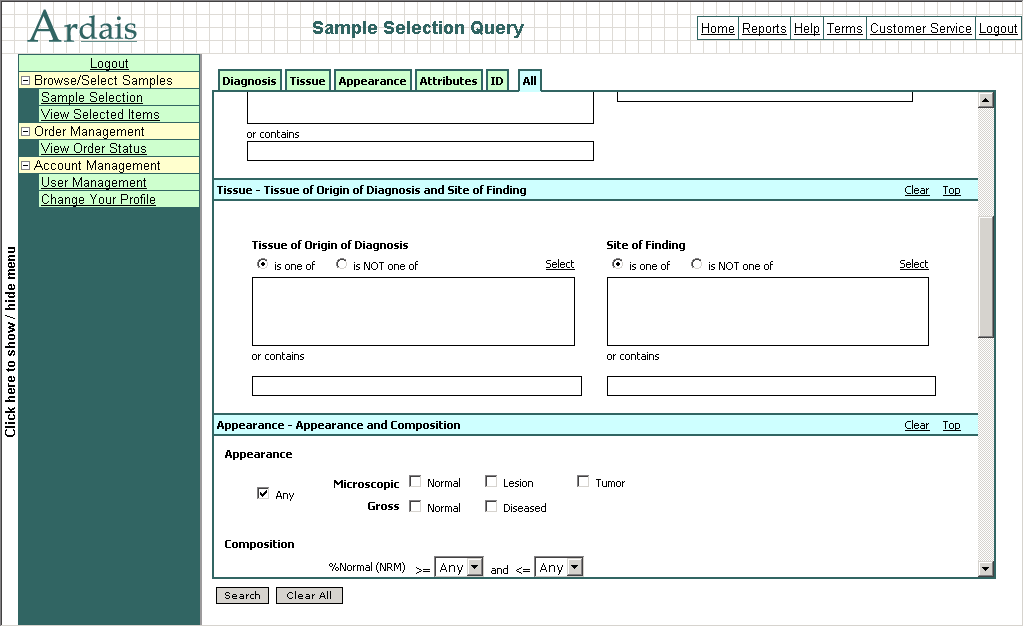 Ardais
Sample Selection Query
Home Reports Help Terms Customer Service Logout
Logout
Browse/Select Samples
Sample Selection
View Selected Items
Order Management
View Order Status
Account Management
User Management
Change Your Profile
Click here to show / hide menu
Diagnosis Tissue Appearance Attributes ID All
or contains
Tissue - Tissue of Origin of Diagnosis and Site of Finding Clear Top
Tissue of Origin of Diagnosis Site of Finding
is one of is NOT one of Select is one of is NOT one of Select
or contains or contains
Appearance - Appearance and Composition Clear Top
Appearance
Microscopic Normal Lesion Tumor
Any
Gross Normal Diseased
Composition
%Normal (NRM) >= Any and <= Any
Search Clear All